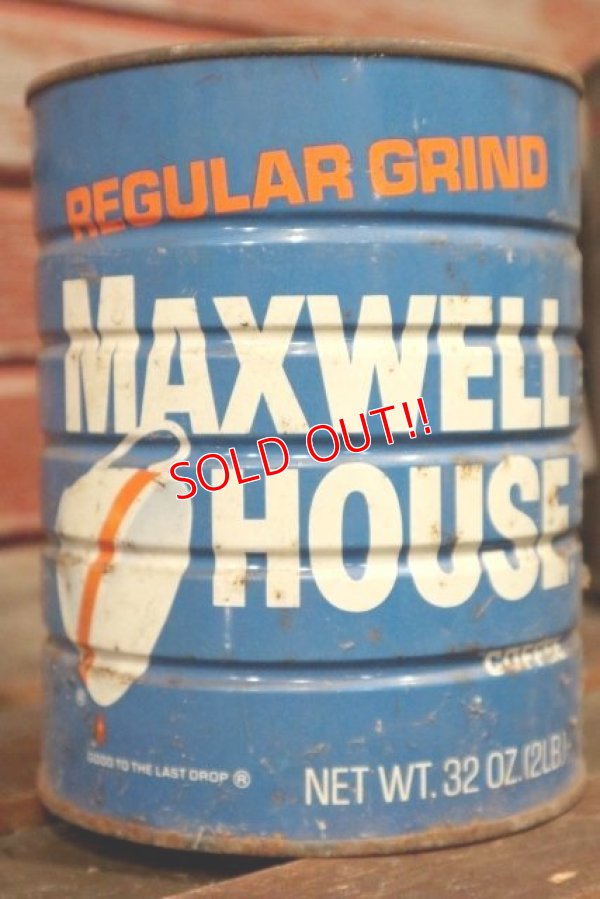 REGULAR GRIND
MAXWELL
SOLD OUT!!
HOUSE
GOOD TO THE LAST DROP ®
NET WT. 32 OZ. (2LB)